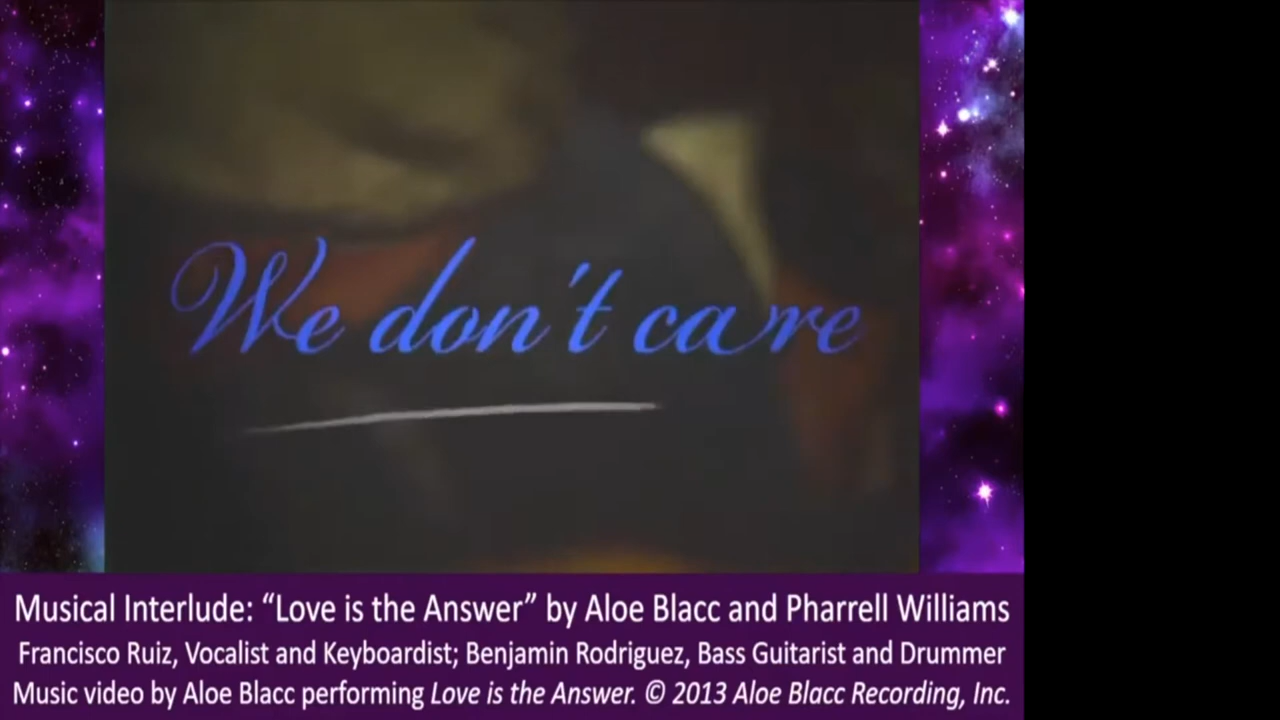 We don't care
Musical Interlude: “Love is the Answer” by Aloe Blacc and Pharrell Williams
Francisco Ruiz, Vocalist and Keyboardist; Benjamin Rodriguez, Bass Guitarist and Drummer
Music video by Aloe Blacc performing Love is the Answer. © 2013 Aloe Blacc Recording, Inc.